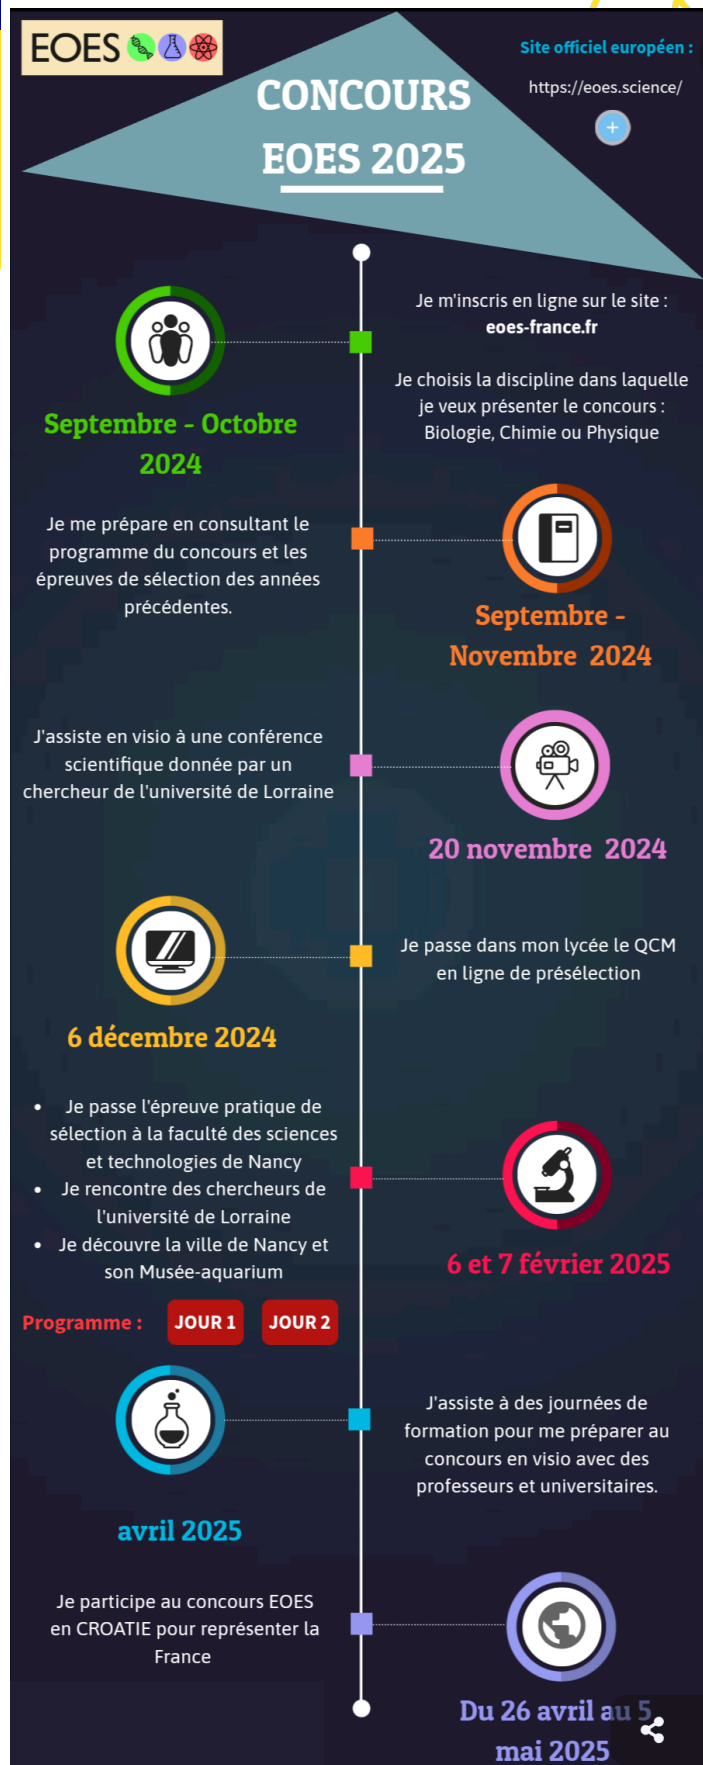 EOES
Site officiel européen :
https://eoes.science/
+
CONCOURS
EOES 2025
Je m'inscris en ligne sur le site :
eoes-france.fr
Je choisis la discipline dans laquelle
je veux présenter le concours :
Biologie, Chimie ou Physique
Septembre - Octobre
2024
Je me prépare en consultant le
programme du concours et les
épreuves de sélection des années
précédentes.
Septembre -
Novembre 2024
J'assiste en visio à une conférence
scientifique donnée par un
chercheur de l'université de Lorraine
20 novembre 2024
Je passe dans mon lycée le QCM
en ligne de présélection
6 décembre 2024
• Je passe l'épreuve pratique de
sélection à la faculté des sciences
et technologies de Nancy
• Je rencontre des chercheurs de
l'université de Lorraine
• Je découvre la ville de Nancy et
son Musée-aquarium
6 et 7 février 2025
Programme : JOUR 1 JOUR 2
J'assiste à des journées de
formation pour me préparer au
concours en visio avec des
professeurs et universitaires.
avril 2025
Je participe au concours EOES
en CROATIE pour représenter la
France
Du 26 avril au 5
mai 2025